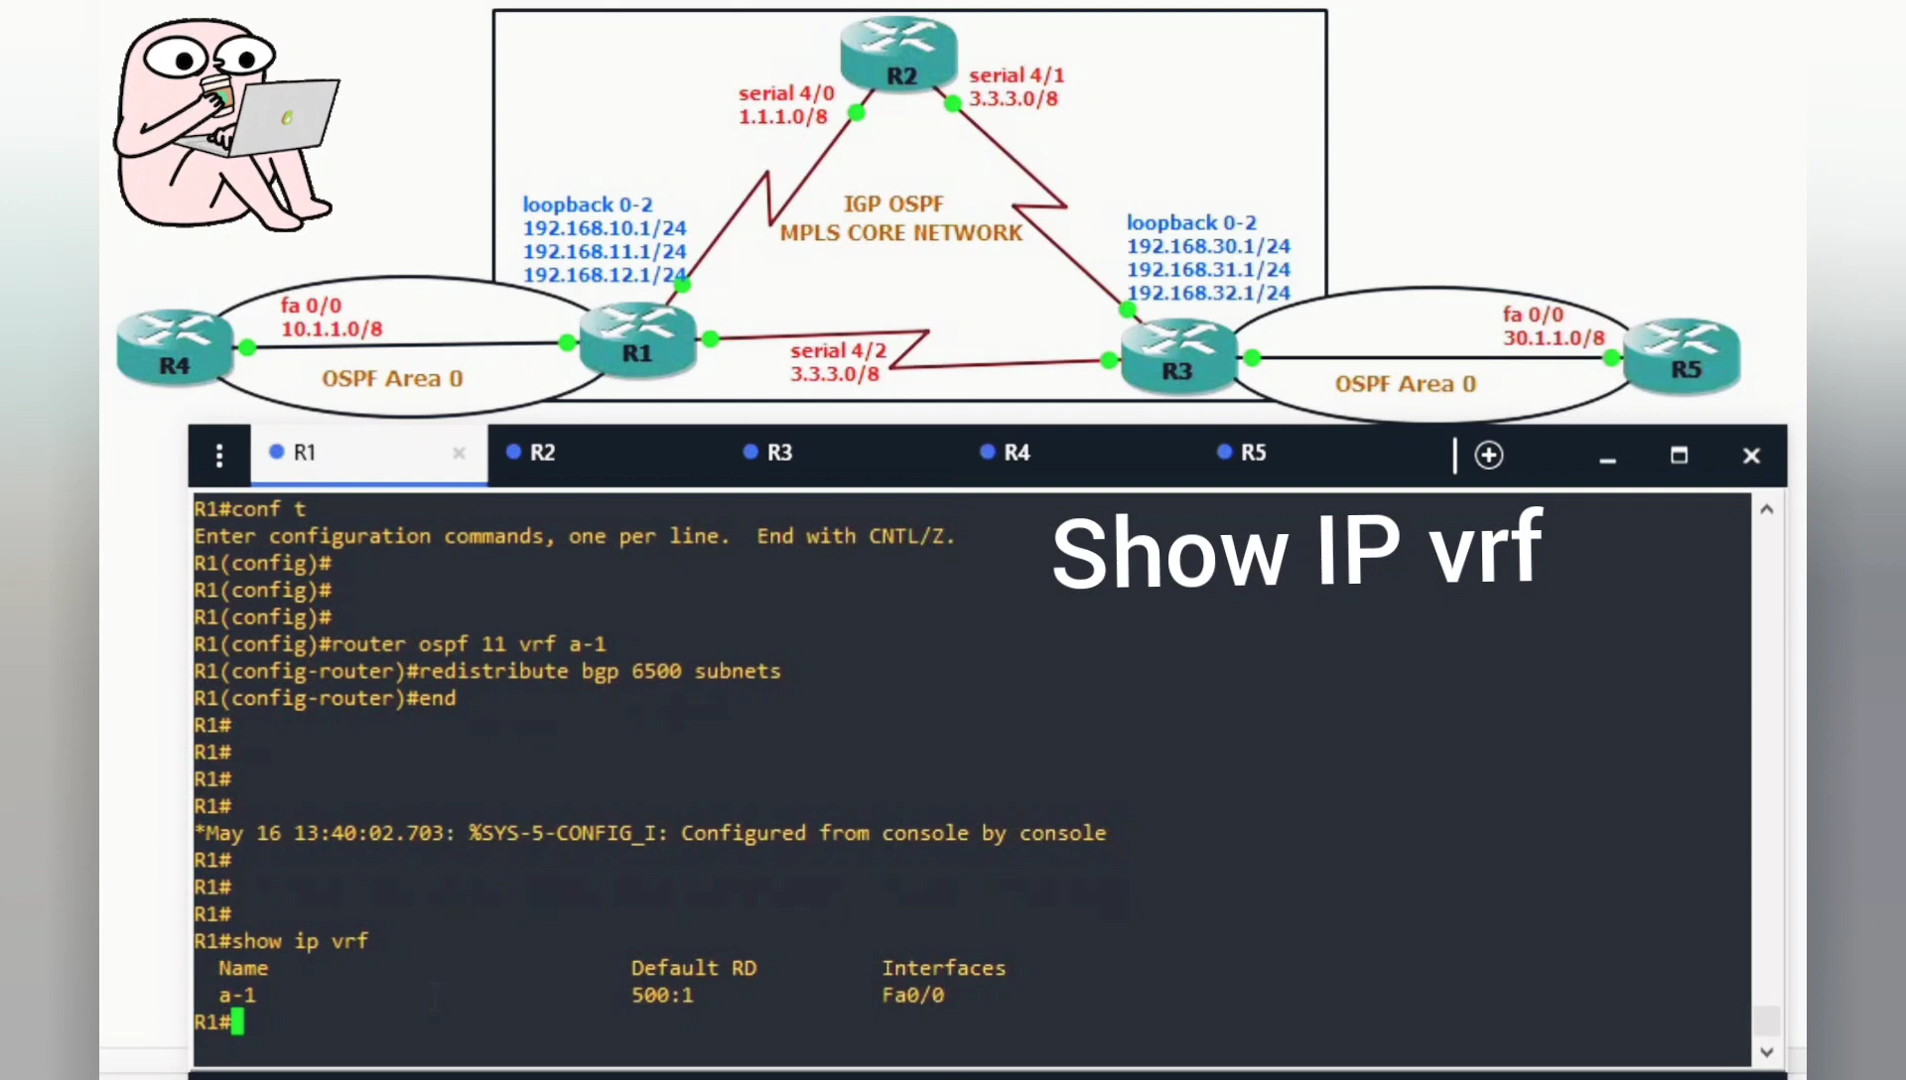 R2
serial 4/0
1.1.1.0/8
serial 4/1
3.3.3.0/8
loopback 0-2
192.168.10.1/24
192.168.11.1/24
192.168.12.1/24
IGP OSPF
MPLS CORE NETWORK
loopback 0-2
192.168.30.1/24
192.168.31.1/24
192.168.32.1/24
R4
fa 0/0
10.1.1.0/8
OSPF Area 0
R1
serial 4/2
3.3.3.0/8
R3
fa 0/0
30.1.1.0/8
OSPF Area 0
R5
R1
R2
R3
R4
R5
Show IP vrf
R1#conf t
Enter configuration commands, one per line.  End with CNTL/Z.
R1(config)#
R1(config)#
R1(config)#
R1(config)#router ospf 11 vrf a-1
R1(config-router)#redistribute bgp 6500 subnets
R1(config-router)#end
R1#
R1#
R1#
R1#
*May 16 13:40:02.703: %SYS-5-CONFIG_I: Configured from console by console
R1#
R1#
R1#
R1#show ip vrf
Name Default RD Interfaces
a-1 500:1 Fa0/0
R1#